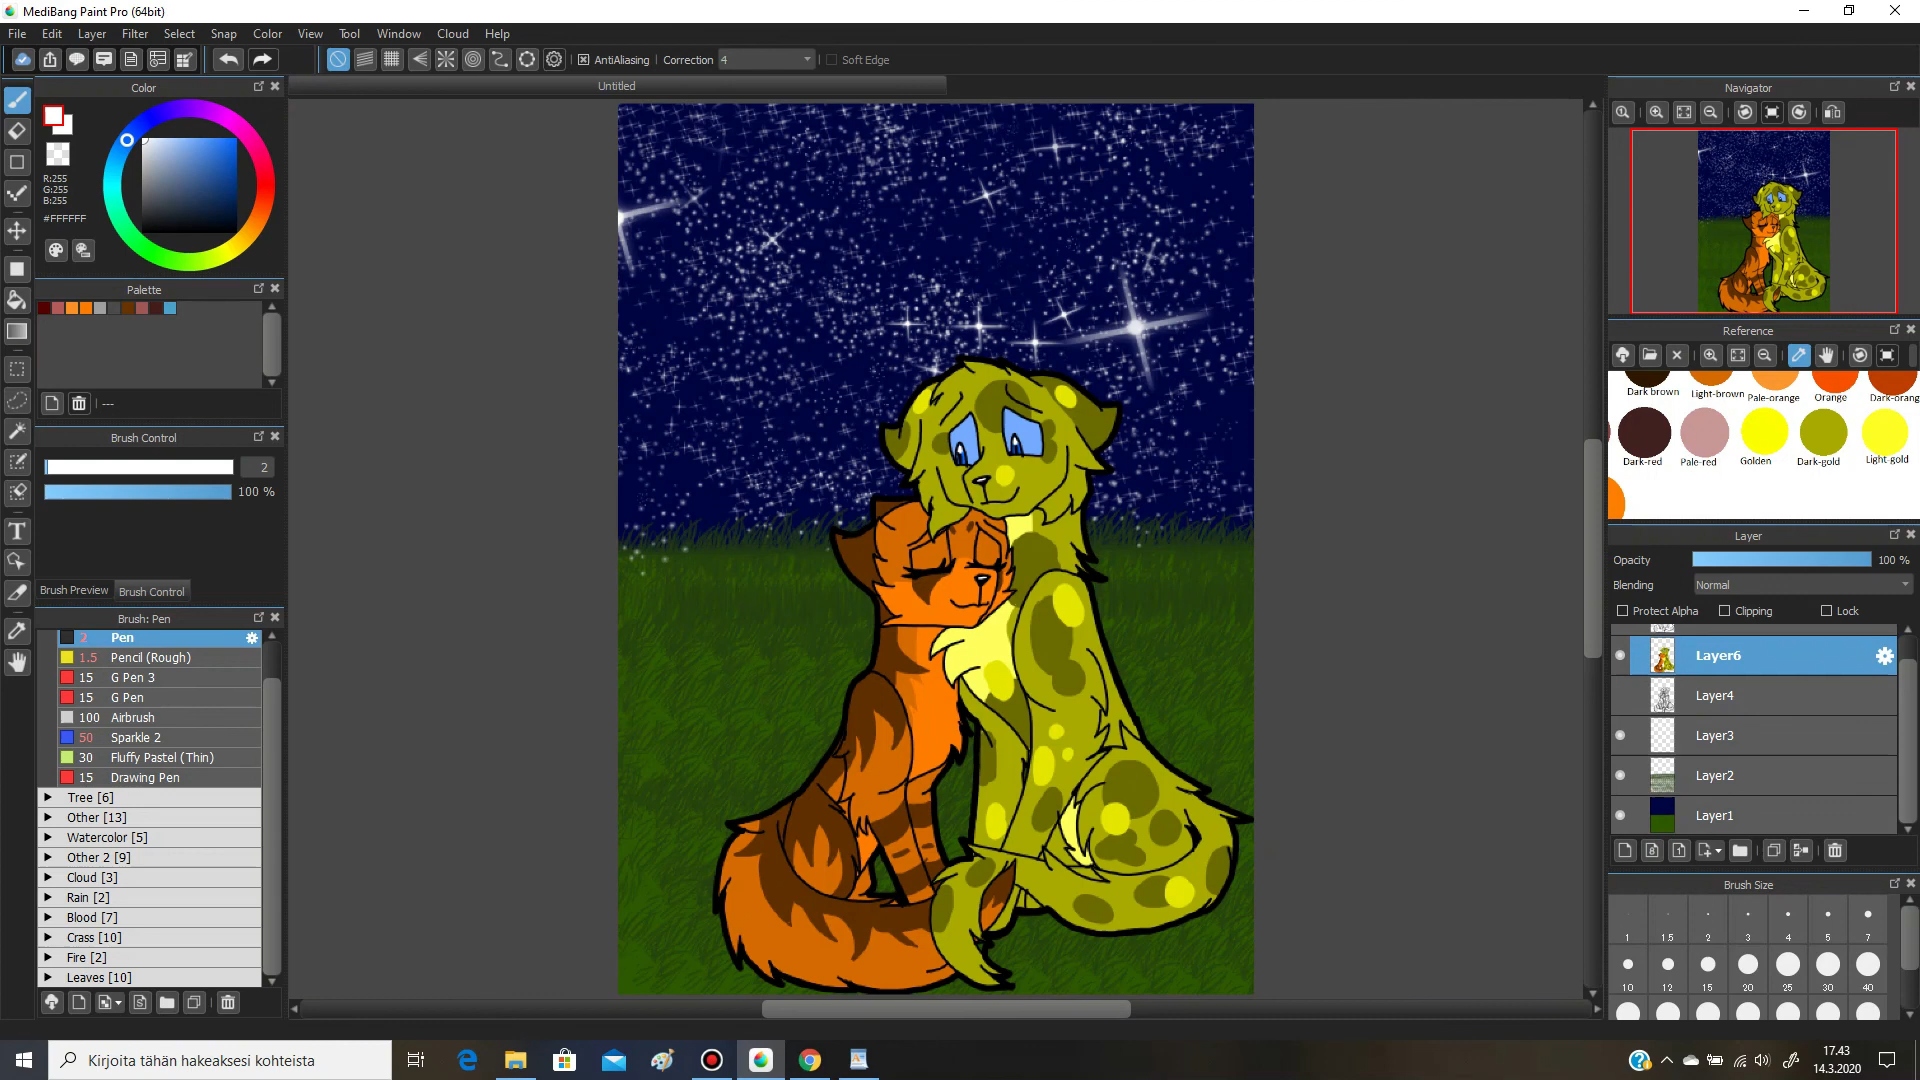 MediBang Paint Pro (64bit)
File Edit Layer Filter Select Snap Color View Tool Window Cloud Help
AntiAliasing Correction 4 Soft Edge
Color
R:255
G:255
B:255
#FFFFFF
Palette
---
Brush Control
2
100 %
Brush Preview Brush Control
Brush: Pen
2 Pen
1.5 Pencil (Rough)
15 G Pen 3
15 G Pen
100 Airbrush
50 Sparkle 2
30 Fluffy Pastel (Thin)
15 Drawing Pen
Tree [6]
Other [13]
Watercolor [5]
Other 2 [9]
Cloud [3]
Rain [2]
Blood [7]
Crass [10]
Fire [2]
Leaves [10]
Untitled
Navigator
Reference
Dark brown Light-brown Pale-orange Orange Dark-orang
Dark-red Pale-red Golden Dark-gold Light-gold
Layer
Opacity 100 %
Blending Normal
Protect Alpha Clipping Lock
Layer6
Layer4
Layer3
Layer2
Layer1
Brush Size
1 1.5 2 3 4 5 7
10 12 15 20 25 30 40
Kirjoita tähän hakeaksesi kohteista
17.43
14.3.2020